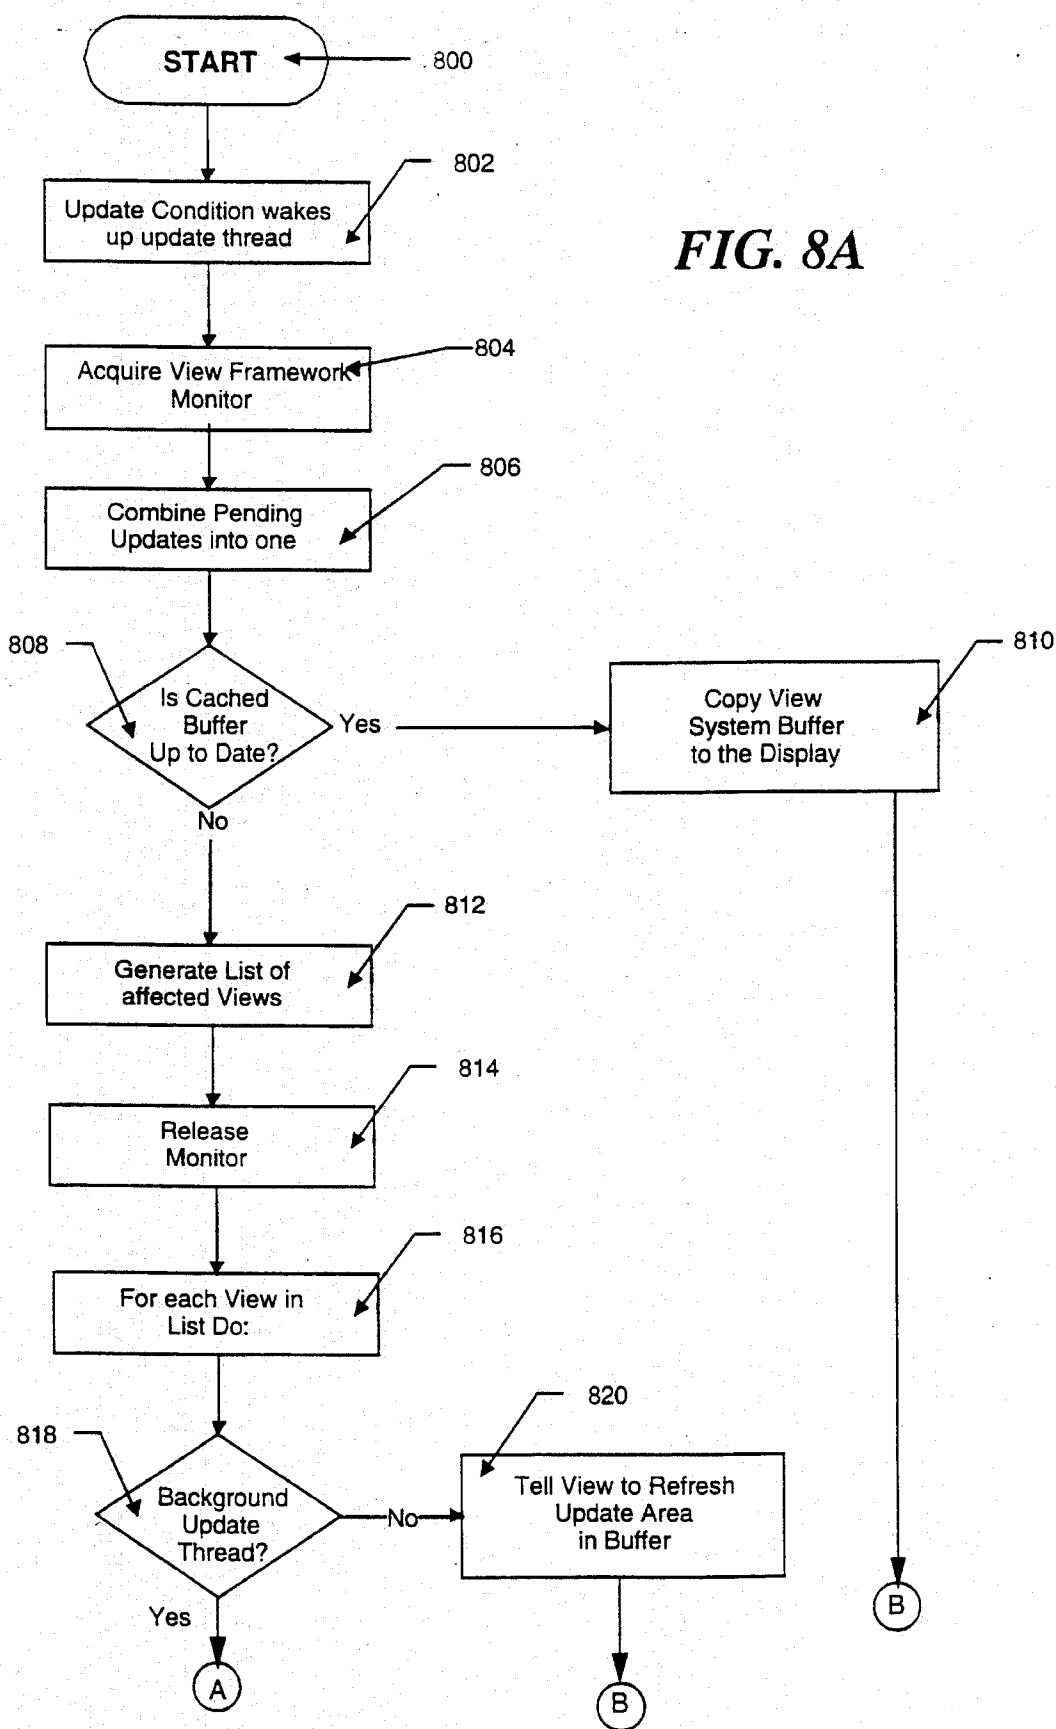 START
800
802
Update Condition wakes
up update thread
FIG. 8A
804
Acquire View Framework
Monitor
806
Combine Pending
Updates into one
808
Is Cached
Buffer
Up to Date?
Yes
810
Copy View
System Buffer
to the Display
No
812
Generate List of
affected Views
814
Release
Monitor
816
For each View in
List Do:
818
Background
Update
Thread?
No
820
Tell View to Refresh
Update Area
in Buffer
Yes
A
B
B